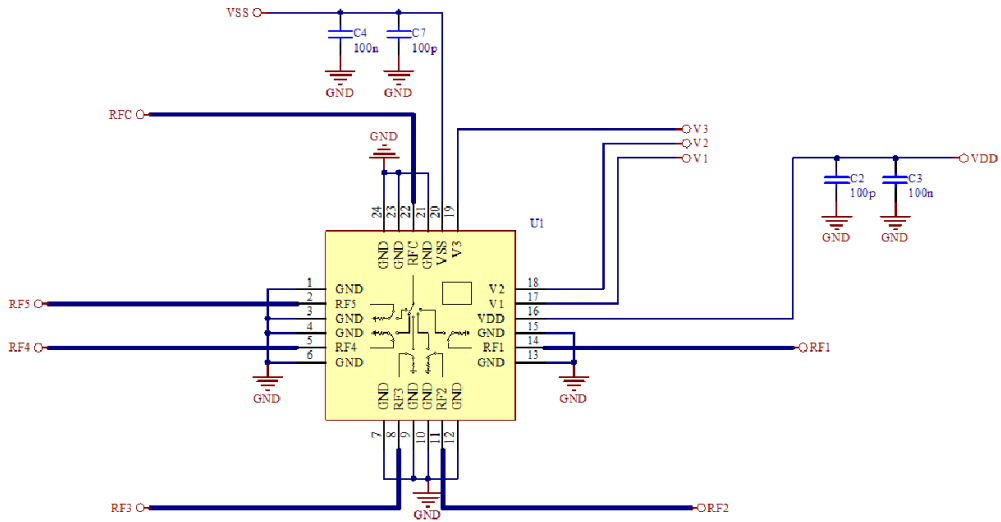 VSS
C4
100n
C7
100p
GND
GND
RFC
GND
V3
V2
V1
VDD
C2
100p
C3
100n
GND
GND
24
23
22
21
20
19
U1
GND
GND
RFC
GND
VSS
V3
1
GND
V2
18
RF5
2
RF5
V1
17
3
GND
VDD
16
4
GND
GND
15
RF4
5
RF4
RF1
14
RF1
6
GND
GND
13
GND
GND
GND
RF3
GND
GND
RF2
GND
7
8
9
10
11
12
RF3
GND
RF2